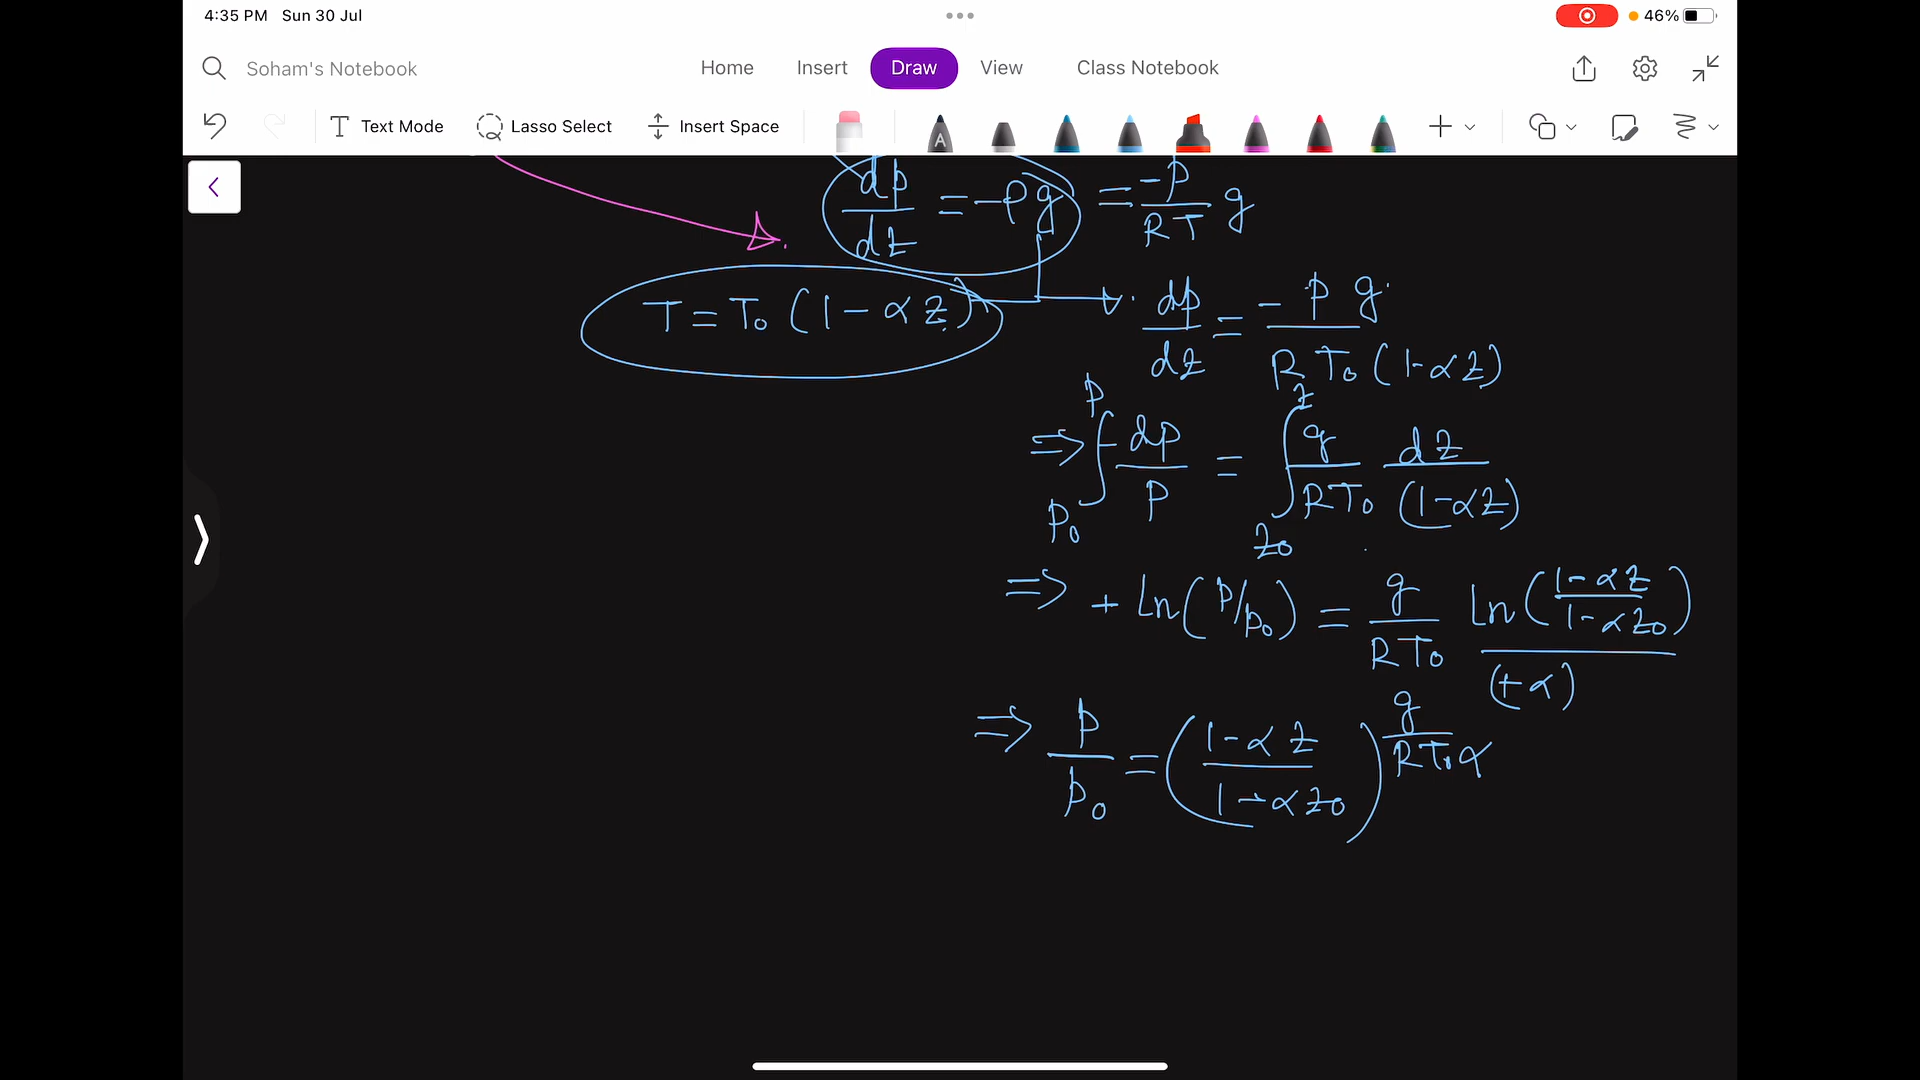 4:35 PM Sun 30 Jul
46%
Soham's Notebook
Home Insert Draw View Class Notebook
Text Mode Lasso Select Insert Space
A
dp/dz = -ρg = -p/RT g
T = T₀ (1 - αz)
dp/dz = - p g / R T₀ (1-αz)
⇒ ∫_{p₀}^{p} - dp/p = ∫_{z₀}^{z} g/RT₀ dz/(1-αz)
⇒ + ln(p/p₀) = g/RT₀ ln((1-αz)/(1-αz₀))/(+α)
⇒ p/p₀ = ((1-αz)/(1-αz₀))^{g/RT₀α}